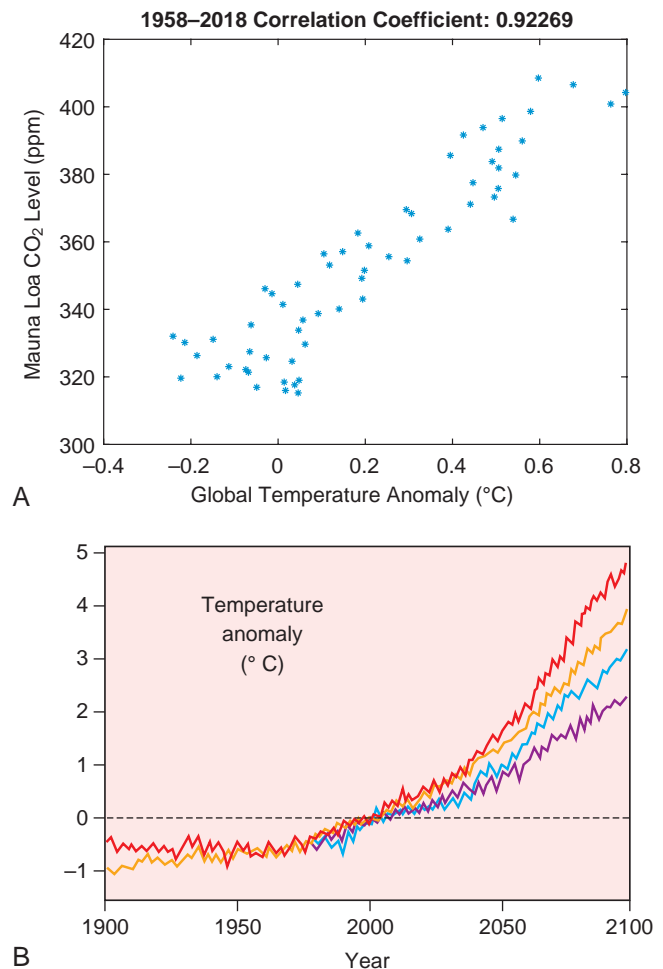 1958–2018 Correlation Coefficient: 0.92269
420
400
380
360
340
320
300
Mauna Loa CO₂ Level (ppm)
–0.4
–0.2
0
0.2
0.4
0.6
0.8
Global Temperature Anomaly (°C)
A
5
4
3
2
1
0
–1
Temperature
anomaly
(° C)
1900
1950
2000
2050
2100
Year
B